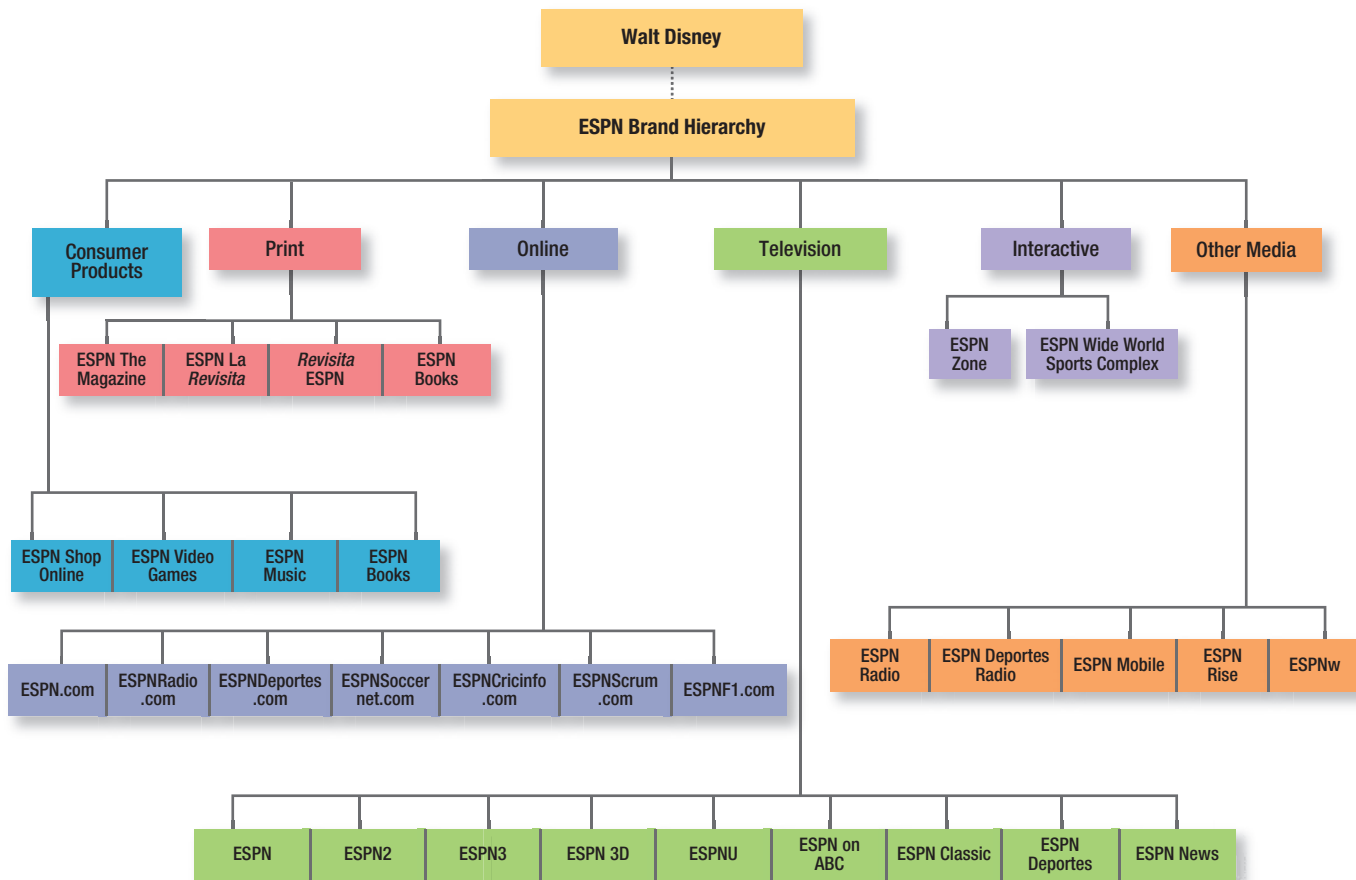 Walt Disney
ESPN Brand Hierarchy
Consumer
Products
Print
Online
Television
Interactive
Other Media
ESPN The
Magazine
ESPN La
Revisita
Revisita
ESPN
ESPN
Books
ESPN
Zone
ESPN Wide World
Sports Complex
ESPN Shop
Online
ESPN Video
Games
ESPN
Music
ESPN
Books
ESPN.com
ESPNRadio
.com
ESPNDeportes
.com
ESPNSoccer
net.com
ESPNCricinfo
.com
ESPNScrum
.com
ESPNF1.com
ESPN
Radio
ESPN Deportes
Radio
ESPN Mobile
ESPN
Rise
ESPNw
ESPN
ESPN2
ESPN3
ESPN 3D
ESPNU
ESPN on
ABC
ESPN Classic
ESPN
Deportes
ESPN News